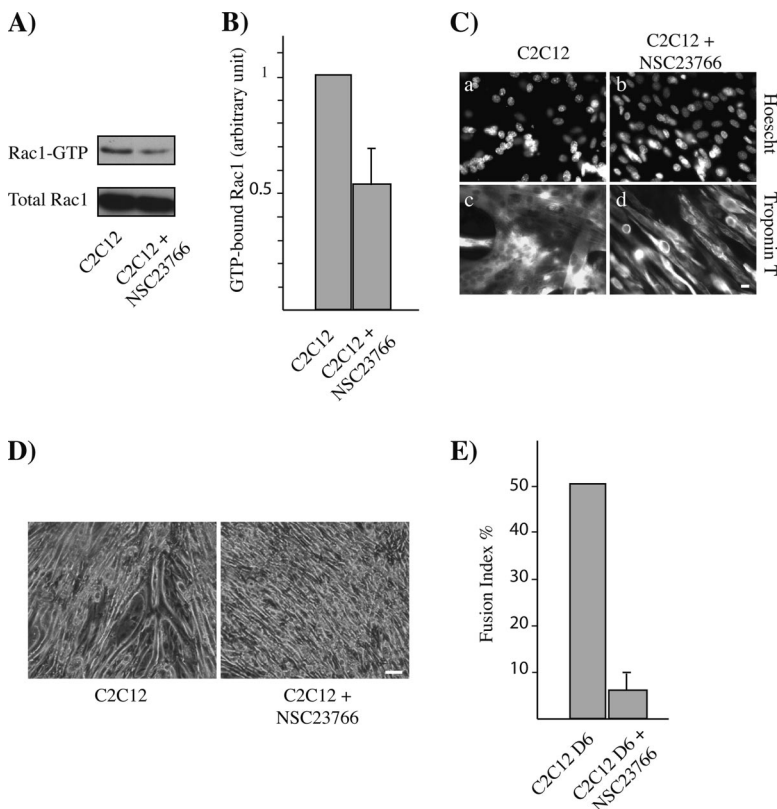 A)
Rac1-GTP
Total Rac1
C2C12
C2C12 +
NSC23766
B)
GTP-bound Rac1 (arbitrary unit)
1
0.5
C2C12
C2C12 +
NSC23766
C)
C2C12
C2C12 +
NSC23766
a
b
Hoescht
c
d
Troponin T
D)
C2C12
C2C12 +
NSC23766
E)
Fusion Index %
50
30
20
10
C2C12 D6
C2C12 D6 +
NSC23766